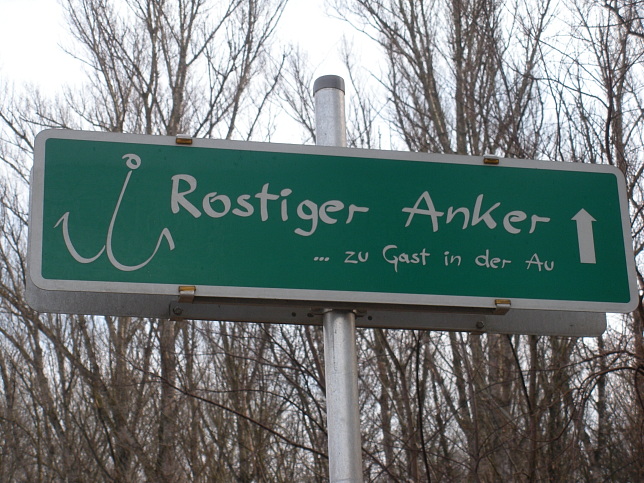 Rostiger Anker
... zu Gast in der Au